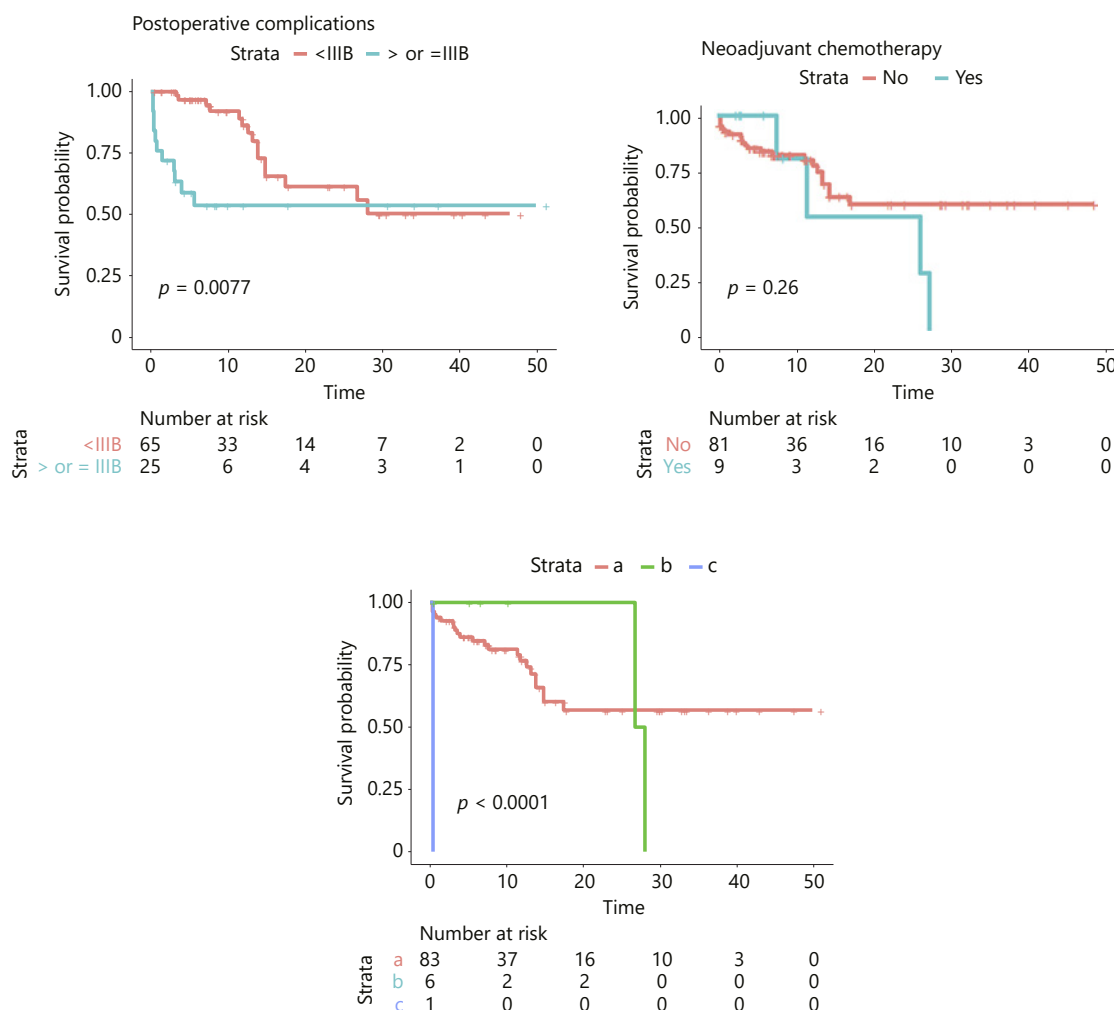 Postoperative complications
Strata <IIIB > or =IIIB
Survival probability
1.00
0.75
0.50
0.25
0
p = 0.0077
0 10 20 30 40 50
Time
Number at risk
Strata
<IIIB 65 33 14 7 2 0
> or = IIIB 25 6 4 3 1 0
Neoadjuvant chemotherapy
Strata No Yes
Survival probability
1.00
0.75
0.50
0.25
0
p = 0.26
0 10 20 30 40 50
Time
Number at risk
Strata
No 81 36 16 10 3 0
Yes 9 3 2 0 0 0
Strata a b c
Survival probability
1.00
0.75
0.50
0.25
0
p < 0.0001
0 10 20 30 40 50
Time
Number at risk
Strata
a 83 37 16 10 3 0
b 6 2 2 0 0 0
c 1 0 0 0 0 0